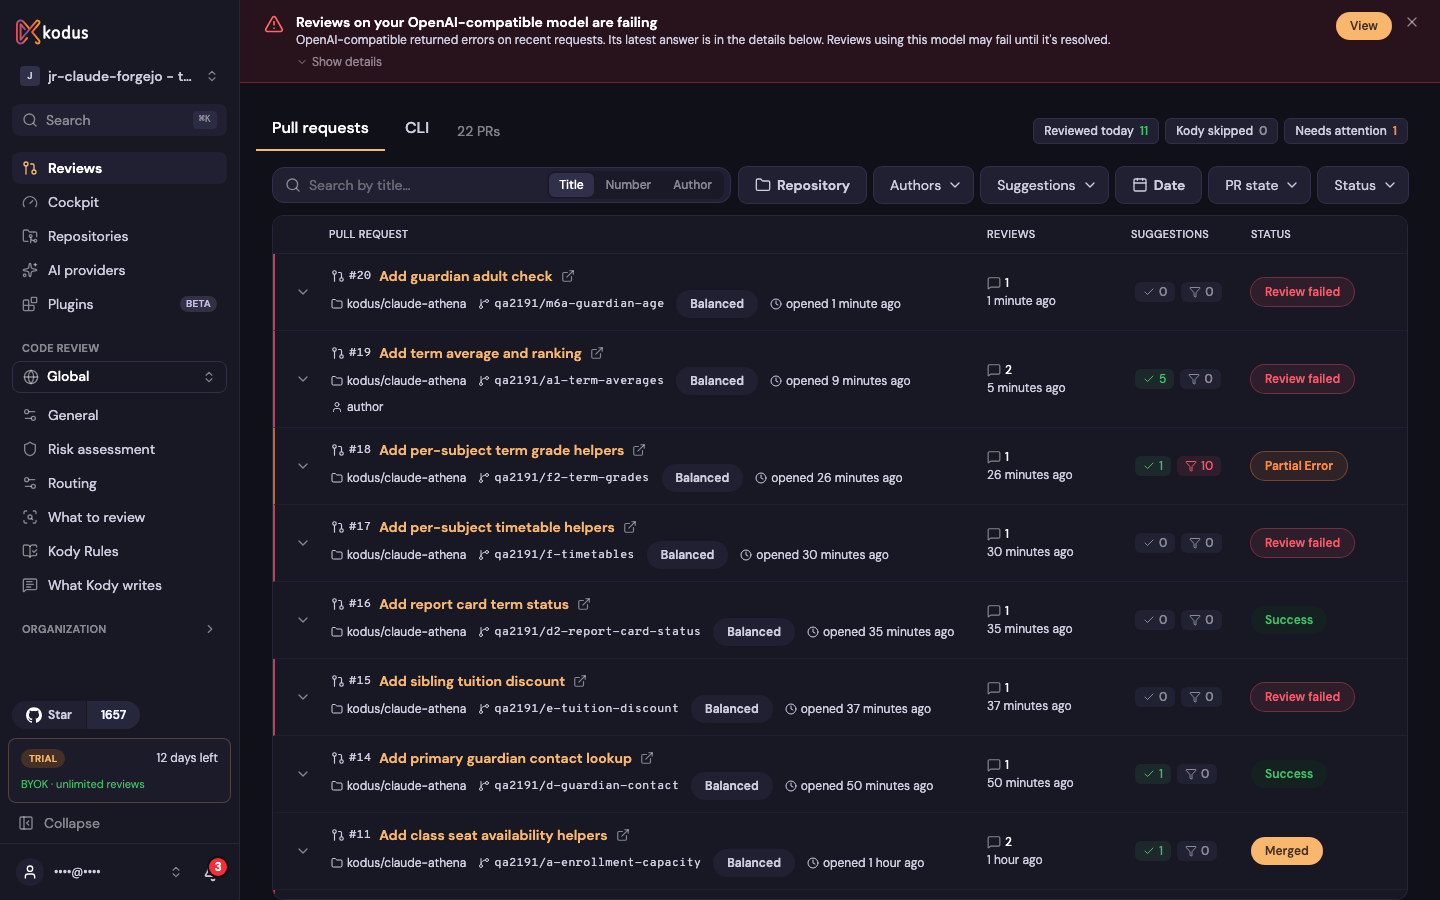 kodus
J jr-claude-forgejo - t...
Search ⌘K
Reviews
Cockpit
Repositories
AI providers
Plugins BETA
CODE REVIEW
Global
General
Risk assessment
Routing
What to review
Kody Rules
What Kody writes
ORGANIZATION
Star 1657
TRIAL 12 days left
BYOK · unlimited reviews
Collapse
••••@•••• 3
Reviews on your OpenAI-compatible model are failing
OpenAI-compatible returned errors on recent requests. Its latest answer is in the details below. Reviews using this model may fail until it's resolved.
Show details
View
Pull requests CLI 22 PRs
Reviewed today 11 Kody skipped 0 Needs attention 1
Search by title... Title Number Author Repository Authors Suggestions Date PR state Status
PULL REQUEST REVIEWS SUGGESTIONS STATUS
#20 Add guardian adult check
kodus/claude-athena qa2191/m6a-guardian-age Balanced opened 1 minute ago
1
1 minute ago
0 0 Review failed
#19 Add term average and ranking
kodus/claude-athena qa2191/a1-term-averages Balanced opened 9 minutes ago
author
2
5 minutes ago
5 0 Review failed
#18 Add per-subject term grade helpers
kodus/claude-athena qa2191/f2-term-grades Balanced opened 26 minutes ago
1
26 minutes ago
1 10 Partial Error
#17 Add per-subject timetable helpers
kodus/claude-athena qa2191/f-timetables Balanced opened 30 minutes ago
1
30 minutes ago
0 0 Review failed
#16 Add report card term status
kodus/claude-athena qa2191/d2-report-card-status Balanced opened 35 minutes ago
1
35 minutes ago
0 0 Success
#15 Add sibling tuition discount
kodus/claude-athena qa2191/e-tuition-discount Balanced opened 37 minutes ago
1
37 minutes ago
0 0 Review failed
#14 Add primary guardian contact lookup
kodus/claude-athena qa2191/d-guardian-contact Balanced opened 50 minutes ago
1
50 minutes ago
1 0 Success
#11 Add class seat availability helpers
kodus/claude-athena qa2191/a-enrollment-capacity Balanced opened 1 hour ago
2
1 hour ago
1 0 Merged